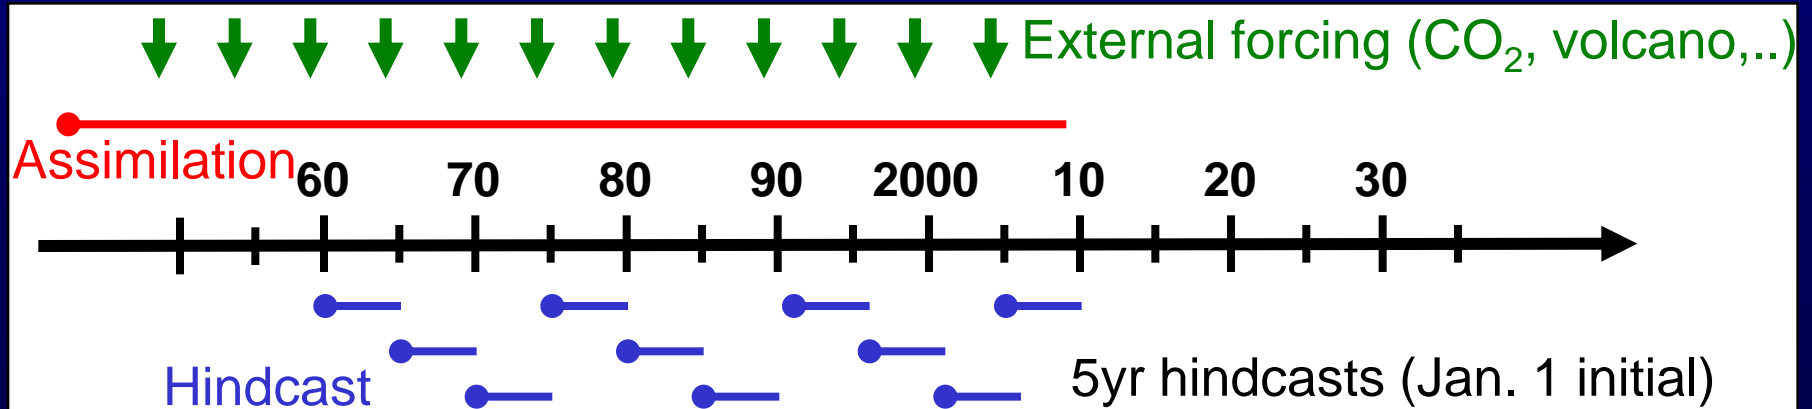 External forcing (CO₂, volcano,..)
Assimilation
60 70 80 90 2000 10 20 30
Hindcast
5yr hindcasts (Jan. 1 initial)